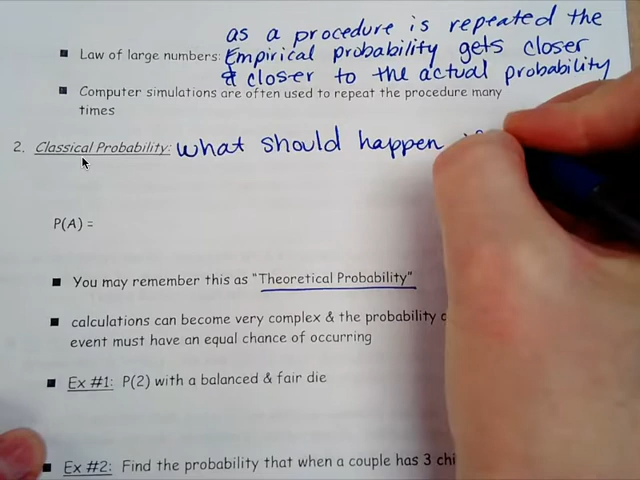 as a procedure is repeated the
Law of large numbers: Empirical probability gets closer
& closer to the actual probability
Computer simulations are often used to repeat the procedure many
times
2. Classical Probability: what should happen
P(A) =
You may remember this as "Theoretical Probability"
calculations can become very complex & the probability
event must have an equal chance of occurring
Ex #1: P(2) with a balanced & fair die
Ex #2: Find the probability that when a couple has 3